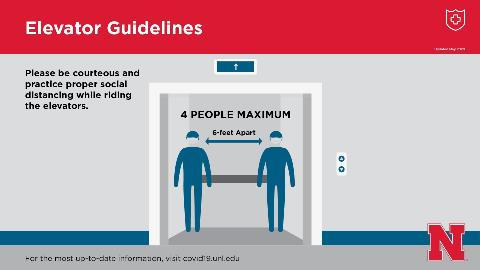 Elevator Guidelines
Please be courteous and
practice proper social
distancing while riding
the elevators.
4 PEOPLE MAXIMUM
6-feet Apart
N
For the most up-to-date information, visit covid19.unl.edu